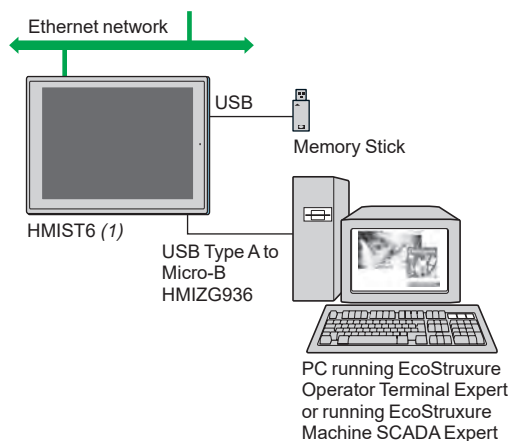 Ethernet network
USB
Memory Stick
HMIST6 (1)
USB Type A to
Micro-B
HMIZG936
PC running EcoStruxure
Operator Terminal Expert
or running EcoStruxure
Machine SCADA Expert